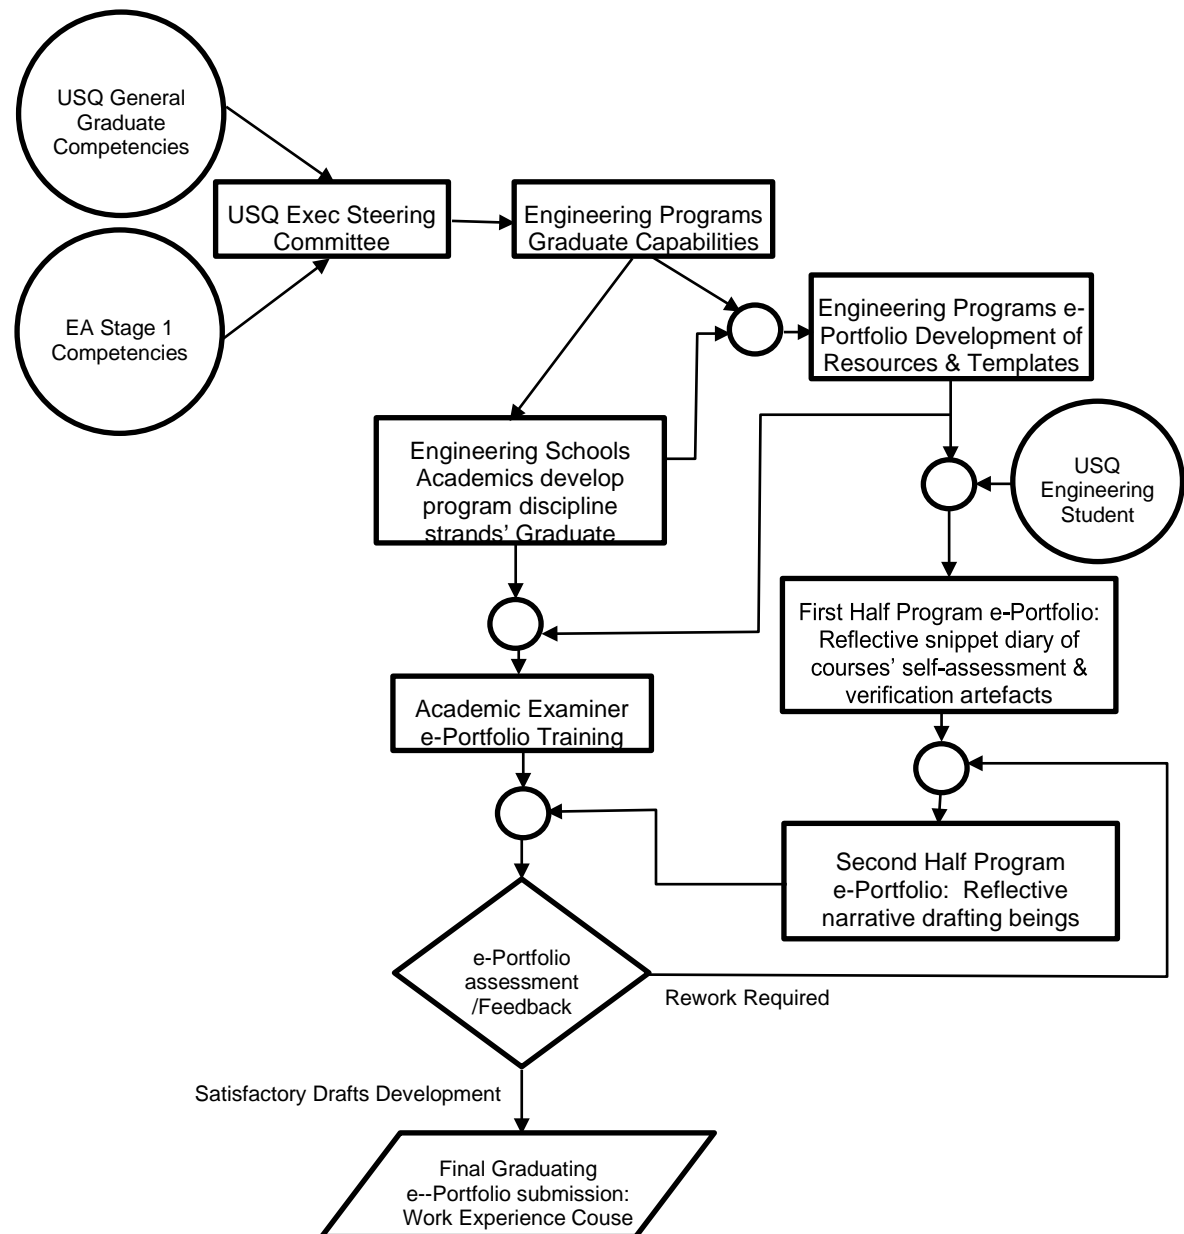 USQ General
Graduate
Competencies
USQ Exec Steering
Committee
Engineering Programs
Graduate Capabilities
EA Stage 1
Competencies
Engineering Programs e-
Portfolio Development of
Resources & Templates
Engineering Schools
Academics develop
program discipline
strands’ Graduate
USQ
Engineering
Student
First Half Program e-Portfolio:
Reflective snippet diary of
courses’ self-assessment &
verification artefacts
Academic Examiner
e-Portfolio Training
Second Half Program
e-Portfolio:  Reflective
narrative drafting beings
e-Portfolio
assessment
/Feedback
Rework Required
Satisfactory Drafts Development
Final Graduating
e--Portfolio submission:
Work Experience Couse